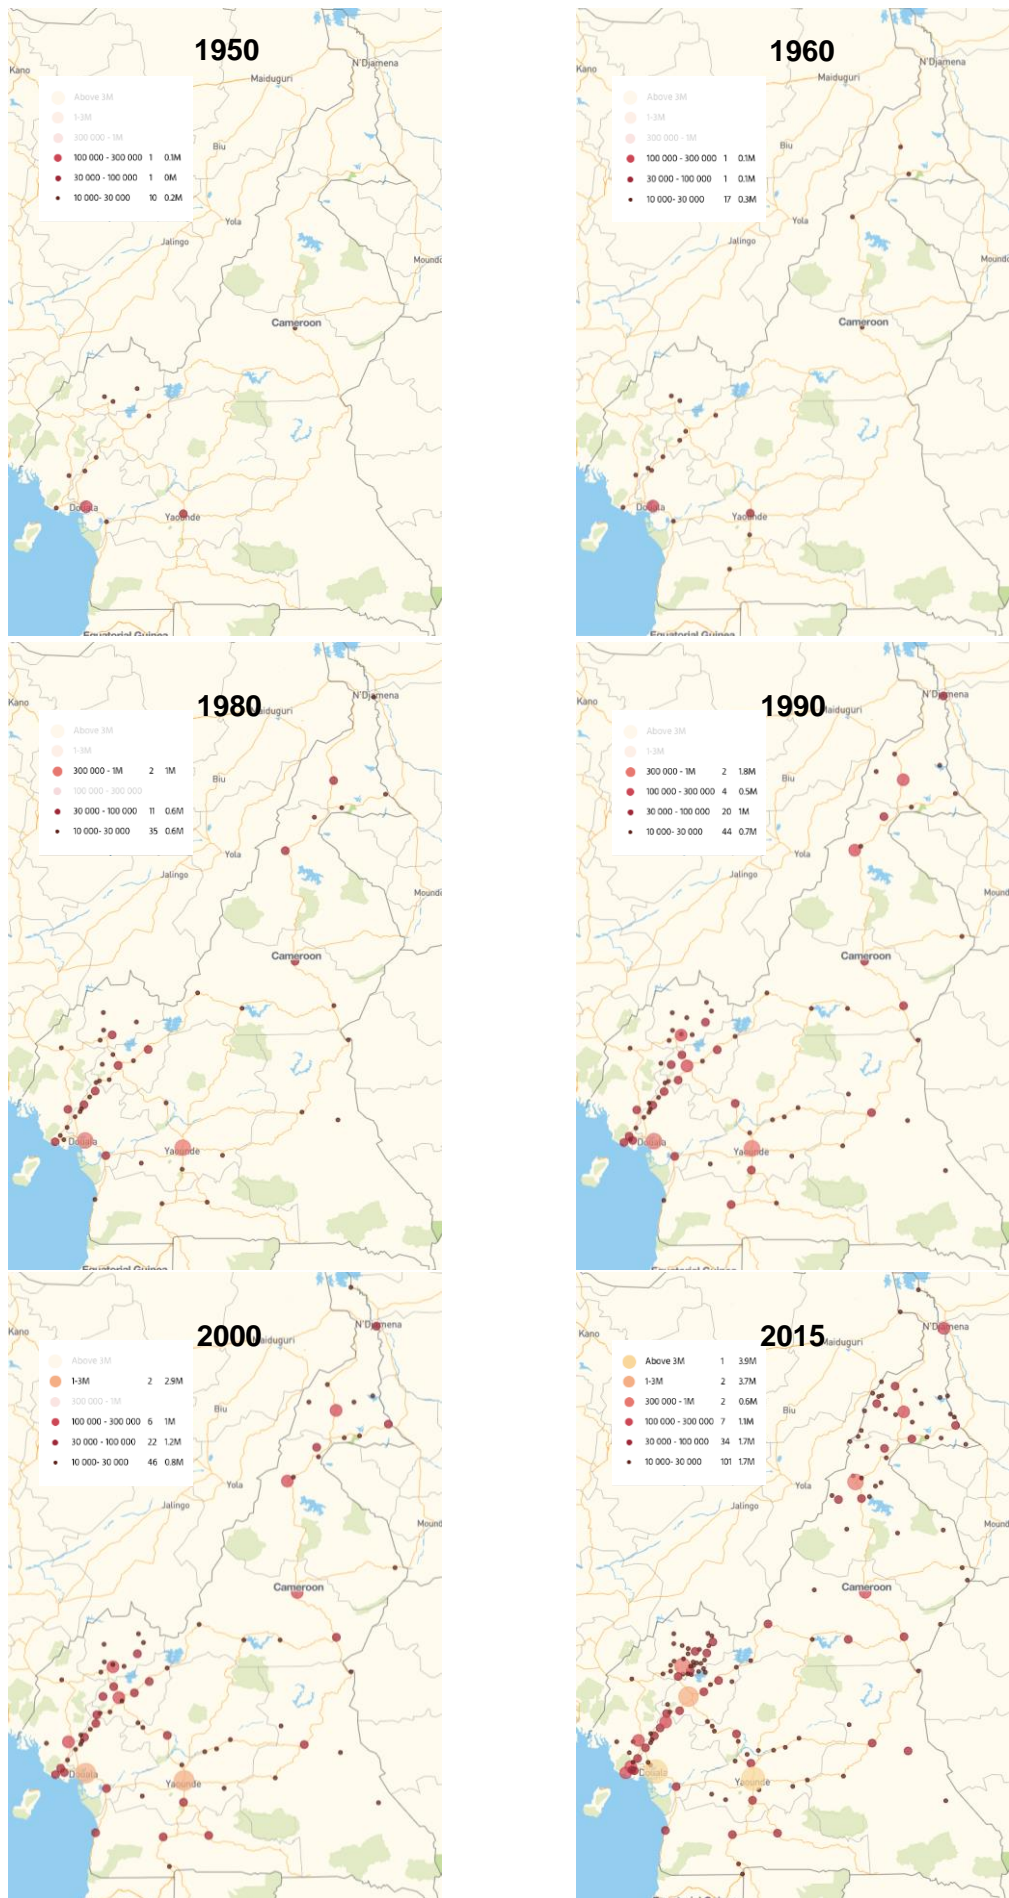 1950
N'Djamena
Kano
Maiduguri
Above 3M
1-3M
300 000 - 1M
100 000 - 300 000 1 0.1M
30 000 - 100 000 1 0M
10 000- 30 000 10 0.2M
Biu
Yola
Jalingo
Moundo
Cameroon
Douala
Yaounde
Equatorial Guinea
1960
N'Djamena
Kano
Maiduguri
Above 3M
1-3M
300 000 - 1M
100 000 - 300 000 1 0.1M
30 000 - 100 000 1 0.1M
10 000- 30 000 17 0.3M
Biu
Yola
Jalingo
Moundo
Cameroon
Douala
Yaounde
Equatorial Guinea
1980
N'Djamena
Kano
Maiduguri
Above 3M
1-3M
300 000 - 1M 2 1M
100 000 - 300 000
30 000 - 100 000 11 0.6M
10 000- 30 000 35 0.6M
Biu
Yola
Jalingo
Moundo
Cameroon
Douala
Yaounde
Equatorial Guinea
1990
N'Djamena
Kano
Maiduguri
Above 3M
1-3M
300 000 - 1M 2 1.8M
100 000 - 300 000 4 0.5M
30 000 - 100 000 20 1M
10 000- 30 000 44 0.7M
Biu
Yola
Jalingo
Moundo
Cameroon
Douala
Yaounde
2000
N'Djamena
Kano
Maiduguri
Above 3M
1-3M 2 2.9M
300 000 - 1M
100 000 - 300 000 6 1M
30 000 - 100 000 22 1.2M
10 000- 30 000 46 0.8M
Biu
Yola
Jalingo
Mound
Cameroon
Douala
Yaounde
2015
N'Djamena
Kano
Maiduguri
Above 3M 1 3.9M
1-3M 2 3.7M
300 000 - 1M 2 0.6M
100 000 - 300 000 7 1.1M
30 000 - 100 000 34 1.7M
10 000- 30 000 101 1.7M
Biu
Yola
Jalingo
Mound
Cameroon
Douala
Yaounde